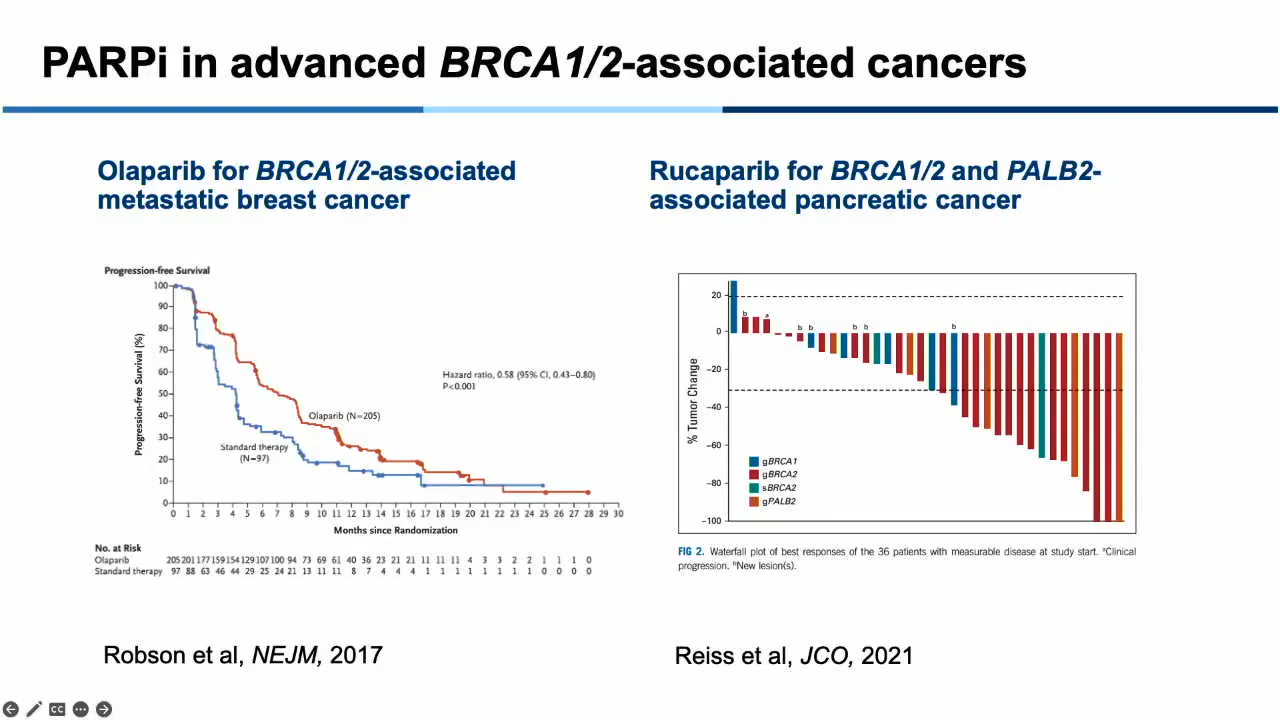 PARPi in advanced BRCA1/2-associated cancers
Olaparib for BRCA1/2-associated
metastatic breast cancer
Progression-free Survival
Progression-free Survival (%)
100
90
80
70
60
50
40
30
20
10
0
Hazard ratio, 0.58 (95% CI, 0.43–0.80)
P<0.001
Olaparib (N=205)
Standard therapy
(N=97)
0 1 2 3 4 5 6 7 8 9 10 11 12 13 14 15 16 17 18 19 20 21 22 23 24 25 26 27 28 29 30
Months since Randomization
No. at Risk
Olaparib 205 201 177 159 154 129 107 100 94 73 69 61 40 36 23 21 21 11 11 11 4 3 3 2 2 1 1 1 0
Standard therapy 97 88 63 46 44 29 25 24 21 13 11 11 8 7 4 4 4 1 1 1 1 1 1 1 1 0 0 0 0
Robson et al, NEJM, 2017
Rucaparib for BRCA1/2 and PALB2-
associated pancreatic cancer
% Tumor Change
20
0
–20
–40
–60
–80
–100
b
a
b b
b b
b
gBRCA1
gBRCA2
sBRCA2
gPALB2
FIG 2. Waterfall plot of best responses of the 36 patients with measurable disease at study start. aClinical
progression. bNew lesion(s).
Reiss et al, JCO, 2021
CC